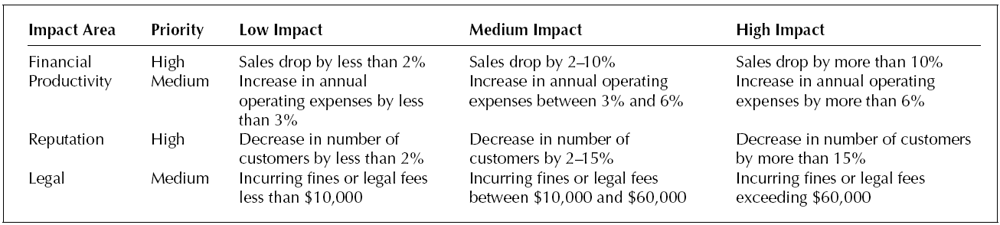 Impact Area Priority Low Impact Medium Impact High Impact
Financial High Sales drop by less than 2% Sales drop by 2–10% Sales drop by more than 10%
Productivity Medium Increase in annual Increase in annual operating Increase in annual operating
operating expenses by less expenses between 3% and 6% expenses by more than 6%
than 3%
Reputation High Decrease in number of Decrease in number of Decrease in number of customers
customers by less than 2% customers by 2–15% by more than 15%
Legal Medium Incurring fines or legal fees Incurring fines or legal fees Incurring fines or legal fees
less than $10,000 between $10,000 and $60,000 exceeding $60,000